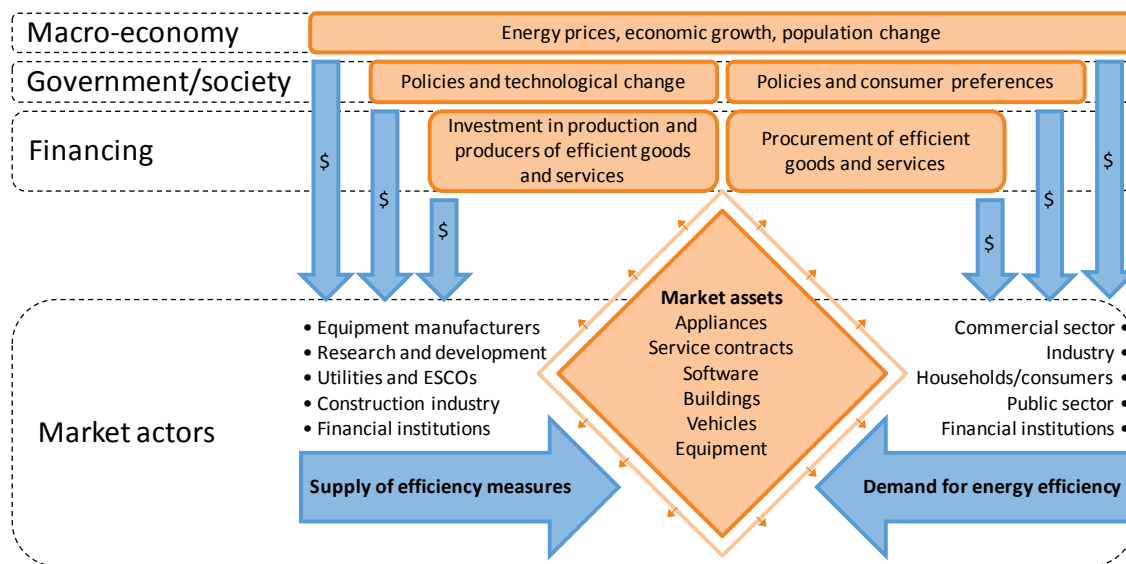 Macro-economy
Energy prices, economic growth, population change
Government/society
Policies and technological change
Policies and consumer preferences
Financing
Investment in production and
producers of efficient goods
and services
Procurement of efficient
goods and services
$
$
$
$
$
$
Market actors
• Equipment manufacturers
• Research and development
• Utilities and ESCOs
• Construction industry
• Financial institutions
Supply of efficiency measures
Market assets
Appliances
Service contracts
Software
Buildings
Vehicles
Equipment
Commercial sector •
Industry •
Households/consumers •
Public sector •
Financial institutions •
Demand for energy efficiency